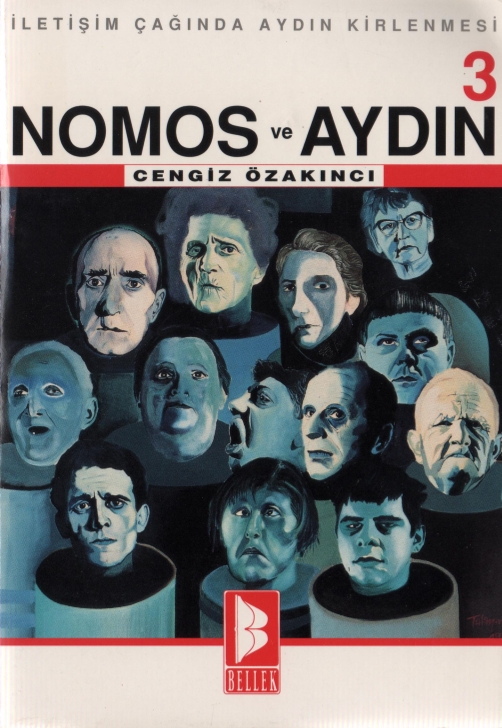 İLETİŞİM ÇAĞINDA AYDIN KİRLENMESİ
3
NOMOS ve AYDIN
CENGİZ ÖZAKINCI
BELLEK